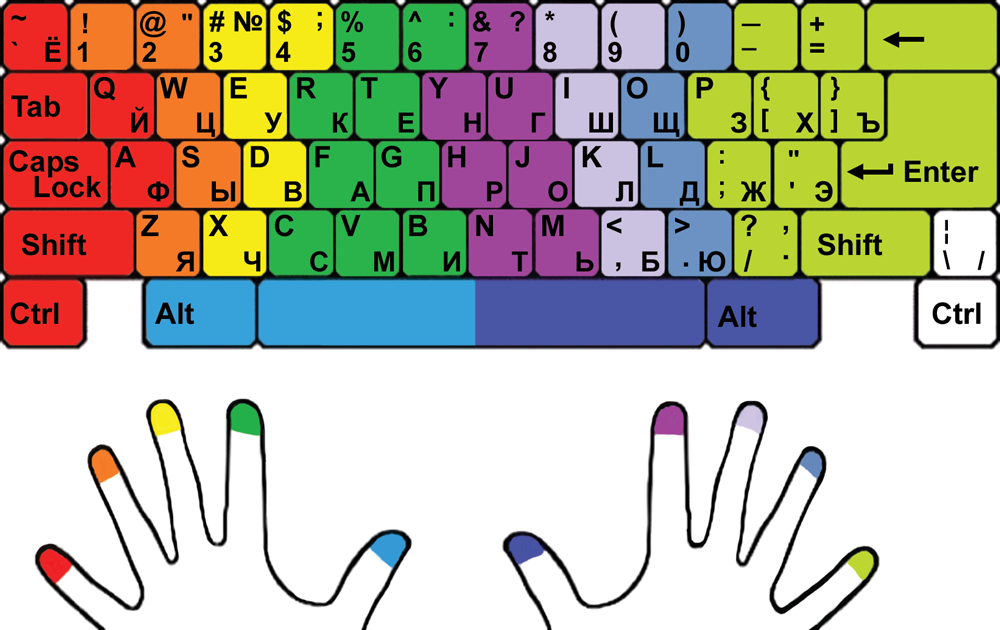 ~ ` Ё ! 1 @ " 2 # № 3 $ ; 4 % 5 ^ : 6 & ? 7 * 8 ( 9 ) 0 — – + = ←
Tab Q Й W Ц E У R К T Е Y Н U Г I Ш O Щ P З { [ Х } ] Ъ
Caps Lock A Ф S Ы D В F А G П H Р J О K Л L Д : ; Ж " ' Э ↵ Enter
Shift Z Я X Ч C С V М B И N Т M Ь < , Б > . Ю ? , / . Shift ¦ \ /
Ctrl Alt Alt Ctrl